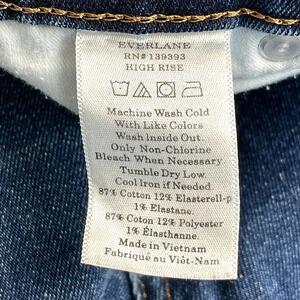 EVERLANE
RN# 139393
HIGH RISE
Machine Wash Cold
With Like Colors
Wash Inside Out.
Only Non-Chlorine
Bleach When Necessary
Tumble Dry Low
Cool Iron if Needed.
87% Cotton 12% Elasterell-p
1% Elastane.
87% Coton 12% Polyester
1% Élasthanne.
Made in Vietnam
Fabriqué au Viêt-Nam